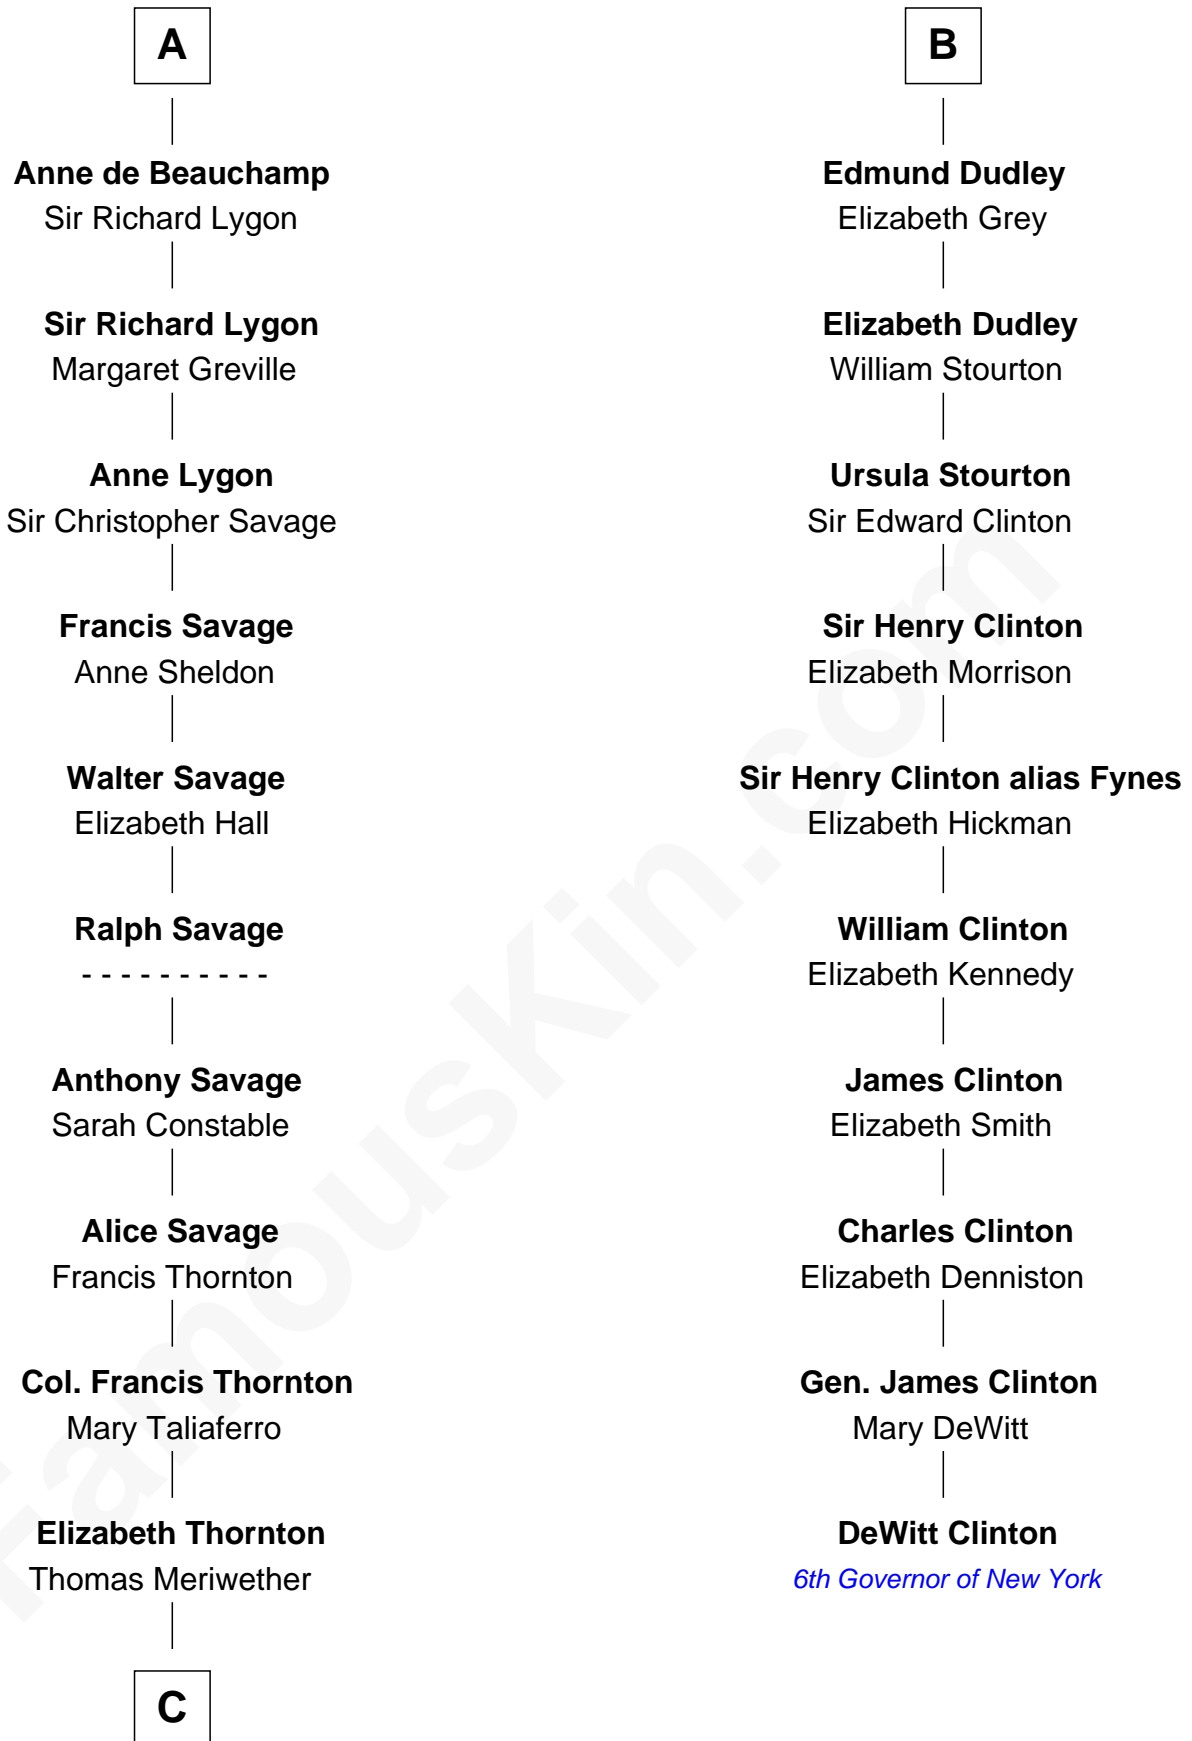 A
Anne de Beauchamp
Sir Richard Lygon
Sir Richard Lygon
Margaret Greville
Anne Lygon
Sir Christopher Savage
Francis Savage
Anne Sheldon
Walter Savage
Elizabeth Hall
Ralph Savage
- - - - - - - - - -
Anthony Savage
Sarah Constable
Alice Savage
Francis Thornton
Col. Francis Thornton
Mary Taliaferro
Elizabeth Thornton
Thomas Meriwether
C
B
Edmund Dudley
Elizabeth Grey
Elizabeth Dudley
William Stourton
Ursula Stourton
Sir Edward Clinton
Sir Henry Clinton
Elizabeth Morrison
Sir Henry Clinton alias Fynes
Elizabeth Hickman
William Clinton
Elizabeth Kennedy
James Clinton
Elizabeth Smith
Charles Clinton
Elizabeth Denniston
Gen. James Clinton
Mary DeWitt
DeWitt Clinton
6th Governor of New York
FamousKin.com